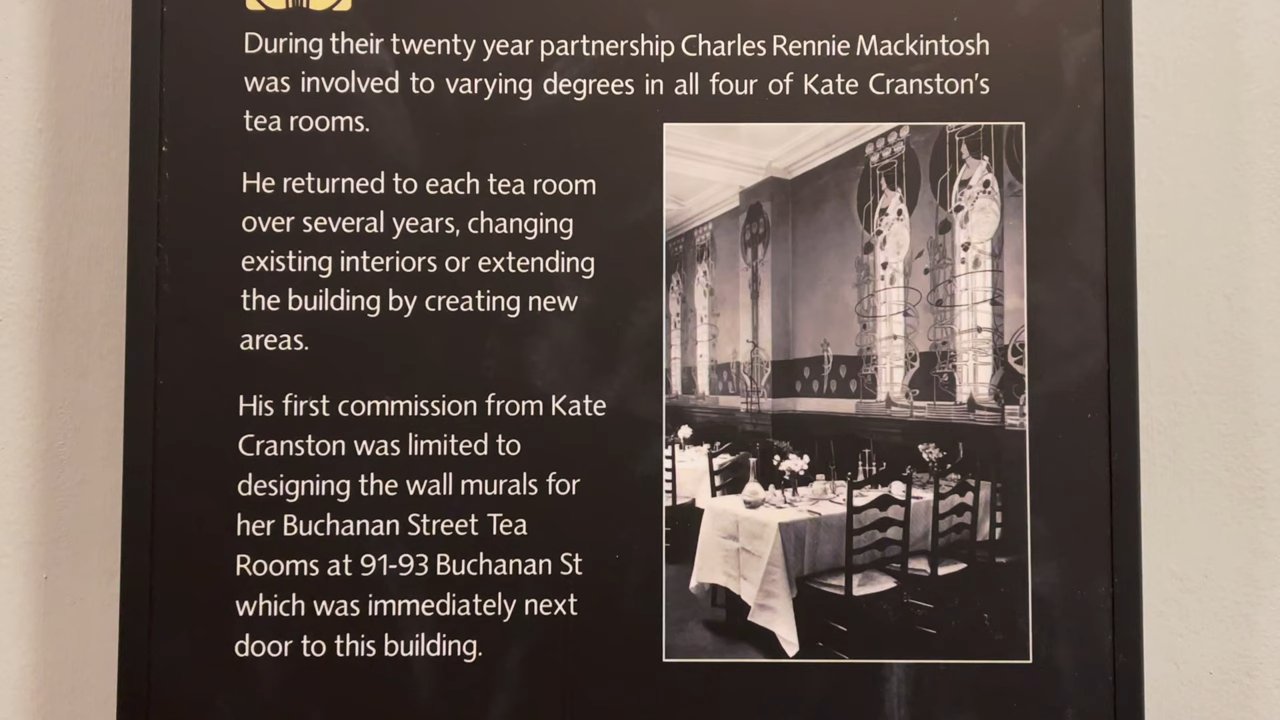 During their twenty year partnership Charles Rennie Mackintosh
was involved to varying degrees in all four of Kate Cranston's
tea rooms.
He returned to each tea room
over several years, changing
existing interiors or extending
the building by creating new
areas.
His first commission from Kate
Cranston was limited to
designing the wall murals for
her Buchanan Street Tea
Rooms at 91-93 Buchanan St
which was immediately next
door to this building.